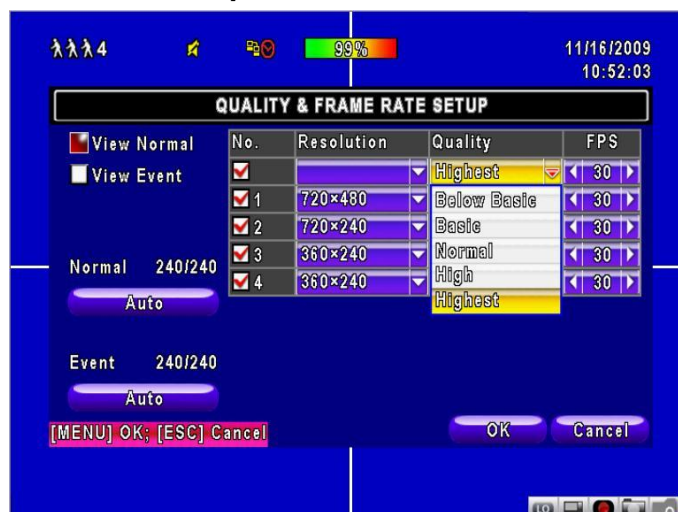 4 99% 11/16/2009
10:52:03
QUALITY & FRAME RATE SETUP
View Normal No. Resolution Quality FPS
View Event Highest 30
1 720×480 Below Basic 30
2 720×240 Basic 30
3 360×240 Normal 30
Normal 240/240 4 360×240 High 30
Auto Highest
Event 240/240
Auto
[MENU] OK; [ESC] Cancel OK Cancel